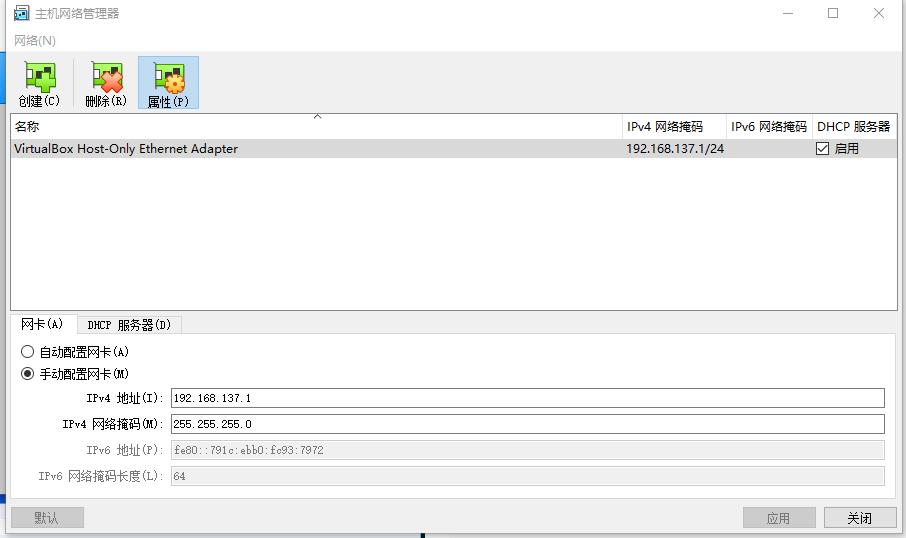 主机网络管理器
网络(N)
创建(C) 删除(R) 属性(P)
名称 IPv4 网络掩码 IPv6 网络掩码 DHCP 服务器
VirtualBox Host-Only Ethernet Adapter 192.168.137.1/24 启用
网卡(A) DHCP 服务器(D)
自动配置网卡(A)
手动配置网卡(M)
IPv4 地址(I): 192.168.137.1
IPv4 网络掩码(M): 255.255.255.0
IPv6 地址(P): fe80::791c:ebb0:fc93:7972
IPv6 网络掩码长度(L): 64
默认 应用 关闭